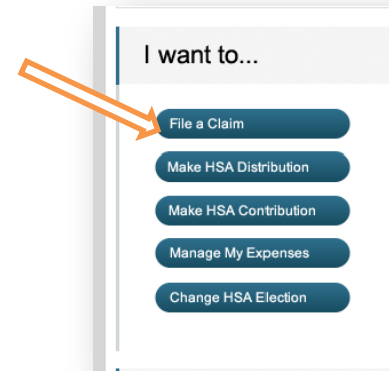 I want to...
File a Claim
Make HSA Distribution
Make HSA Contribution
Manage My Expenses
Change HSA Election